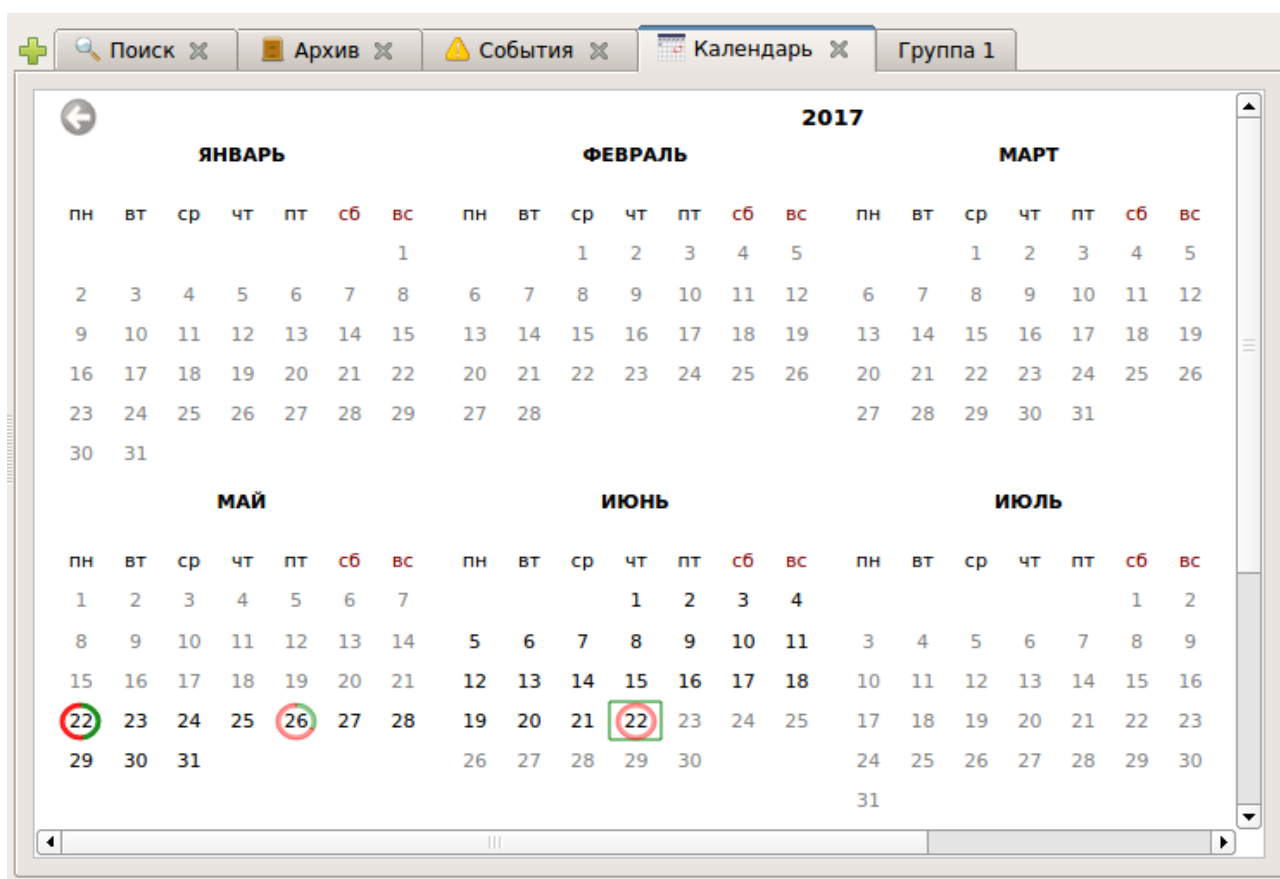 Поиск Архив События Календарь Группа 1
2017
ЯНВАРЬ ФЕВРАЛЬ МАРТ
пн вт ср чт пт сб вс пн вт ср чт пт сб вс пн вт ср чт пт сб вс
1 1 2 3 4 5 1 2 3 4 5
2 3 4 5 6 7 8 6 7 8 9 10 11 12 6 7 8 9 10 11 12
9 10 11 12 13 14 15 13 14 15 16 17 18 19 13 14 15 16 17 18 19
16 17 18 19 20 21 22 20 21 22 23 24 25 26 20 21 22 23 24 25 26
23 24 25 26 27 28 29 27 28 27 28 29 30 31
30 31
МАЙ ИЮНЬ ИЮЛЬ
пн вт ср чт пт сб вс пн вт ср чт пт сб вс пн вт ср чт пт сб вс
1 2 3 4 5 6 7 1 2 3 4 1 2
8 9 10 11 12 13 14 5 6 7 8 9 10 11 3 4 5 6 7 8 9
15 16 17 18 19 20 21 12 13 14 15 16 17 18 10 11 12 13 14 15 16
22 23 24 25 26 27 28 19 20 21 22 23 24 25 17 18 19 20 21 22 23
29 30 31 26 27 28 29 30 24 25 26 27 28 29 30
31